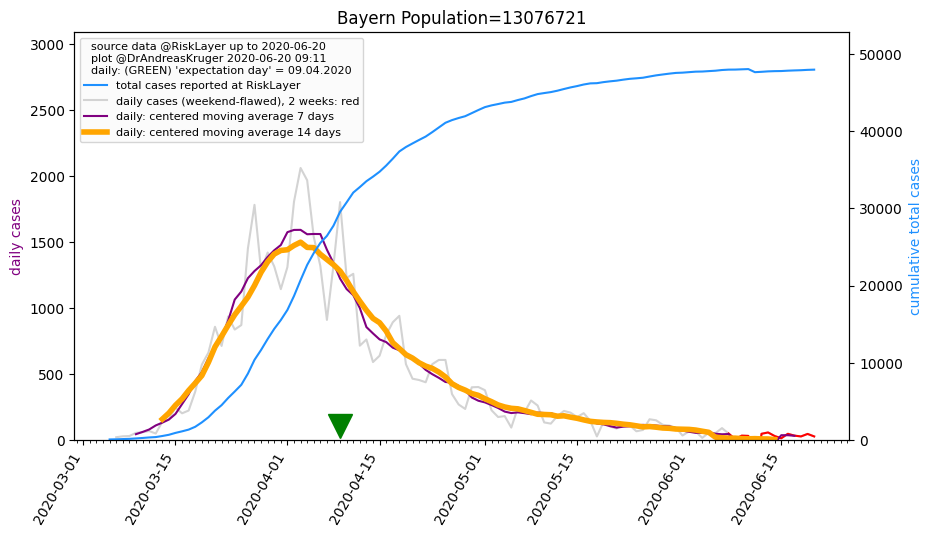 Bayern Population=13076721
source data @RiskLayer up to 2020-06-20
plot @DrAndreasKruger 2020-06-20 09:11
daily: (GREEN) 'expectation day' = 09.04.2020
total cases reported at RiskLayer
daily cases (weekend-flawed), 2 weeks: red
daily: centered moving average 7 days
daily: centered moving average 14 days
daily cases
3000
2500
2000
1500
1000
500
0
50000
40000
30000
20000
10000
0
cumulative total cases
2020-03-01
2020-03-15
2020-04-01
2020-04-15
2020-05-01
2020-05-15
2020-06-01
2020-06-15